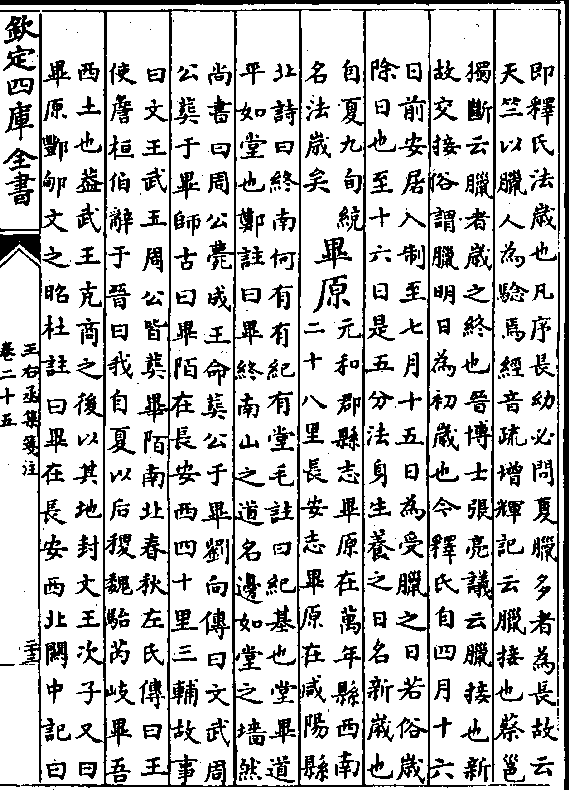 即釋氏法歲也凡序長幼必問夏臘多者為長故云
天竺以臘人為驗焉經音疏增輝記云臘接也蔡邕
獨斷云臘者歲之終也晉博士張亮議云臘接也新
故交接俗謂臘明日為初歲也今釋氏自四月十六
日前安居入制至七月十五日為受臘之日若俗歲
除日也至十六日是五分法身生養之日名新歲也
自夏九旬統
名法歲矣
畢原
元和郡縣志畢原在萬年縣西南
二十八里長安志畢原在咸陽縣
北詩曰終南何有有紀有堂毛註曰紀基也堂畢道
平如堂也鄭註曰畢終南山之道名邊如堂之墻然
尚書曰周公薨成王命葬公于畢劉向傳曰文武周
公葬于畢師古曰畢陌在長安西四十里三輔故事
曰文王武王周公皆葬畢陌南北春秋左氏傳曰王
使詹桓伯辭于晉曰我自夏以后稷魏駘芮岐畢吾
西土也葢武王克商之後以其地封文王次子又曰
畢原酆郇文之昭杜註曰畢在長安西北闗中記曰
欽定四庫全書
王右丞集箋注
卷二十五